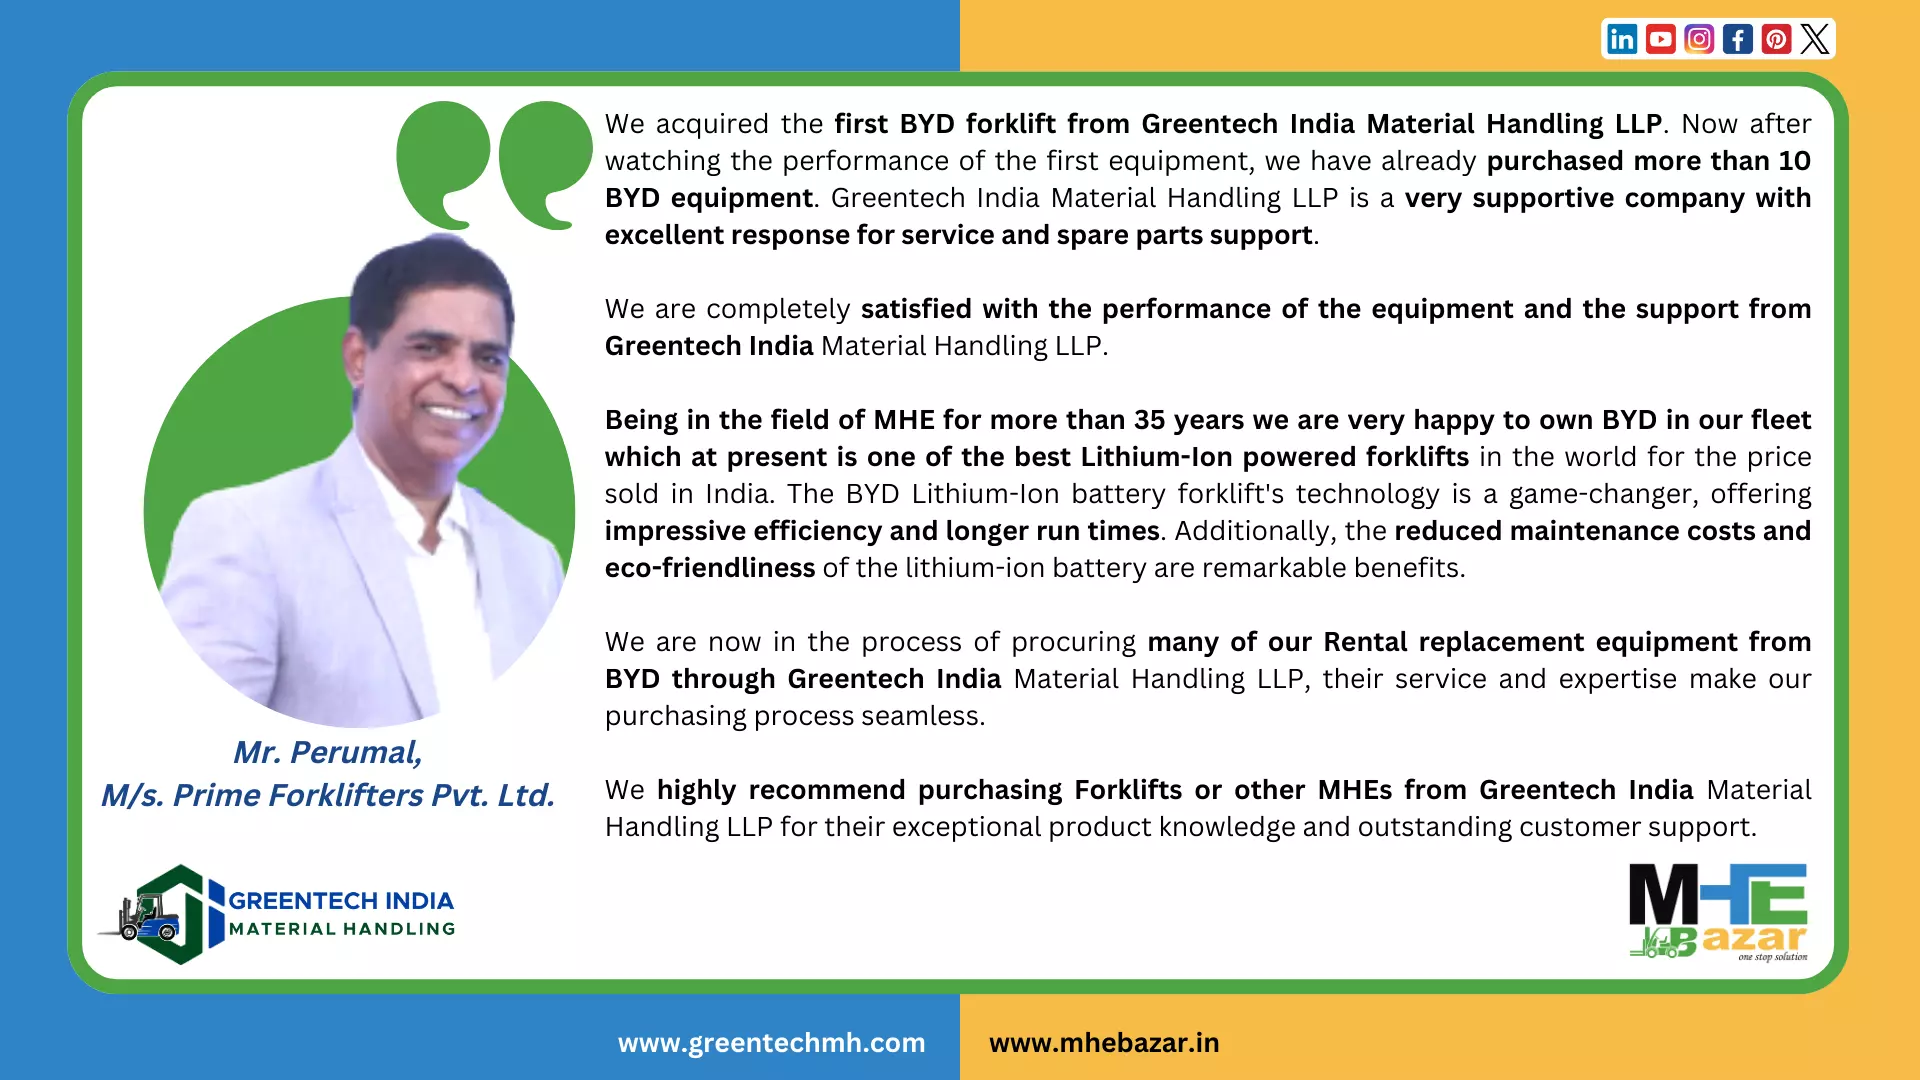 We acquired the first BYD forklift from Greentech India Material Handling LLP. Now after
watching the performance of the first equipment, we have already purchased more than 10
BYD equipment. Greentech India Material Handling LLP is a very supportive company with
excellent response for service and spare parts support.
We are completely satisfied with the performance of the equipment and the support from
Greentech India Material Handling LLP.
Being in the field of MHE for more than 35 years we are very happy to own BYD in our fleet
which at present is one of the best Lithium-Ion powered forklifts in the world for the price
sold in India. The BYD Lithium-Ion battery forklift's technology is a game-changer, offering
impressive efficiency and longer run times. Additionally, the reduced maintenance costs and
eco-friendliness of the lithium-ion battery are remarkable benefits.
We are now in the process of procuring many of our Rental replacement equipment from
BYD through Greentech India Material Handling LLP, their service and expertise make our
purchasing process seamless.
We highly recommend purchasing Forklifts or other MHEs from Greentech India Material
Handling LLP for their exceptional product knowledge and outstanding customer support.
Mr. Perumal,
M/s. Prime Forklifters Pvt. Ltd.
GREENTECH INDIA
MATERIAL HANDLING
MHE
Bazar
one stop solution
www.greentechmh.com
www.mhebazar.in